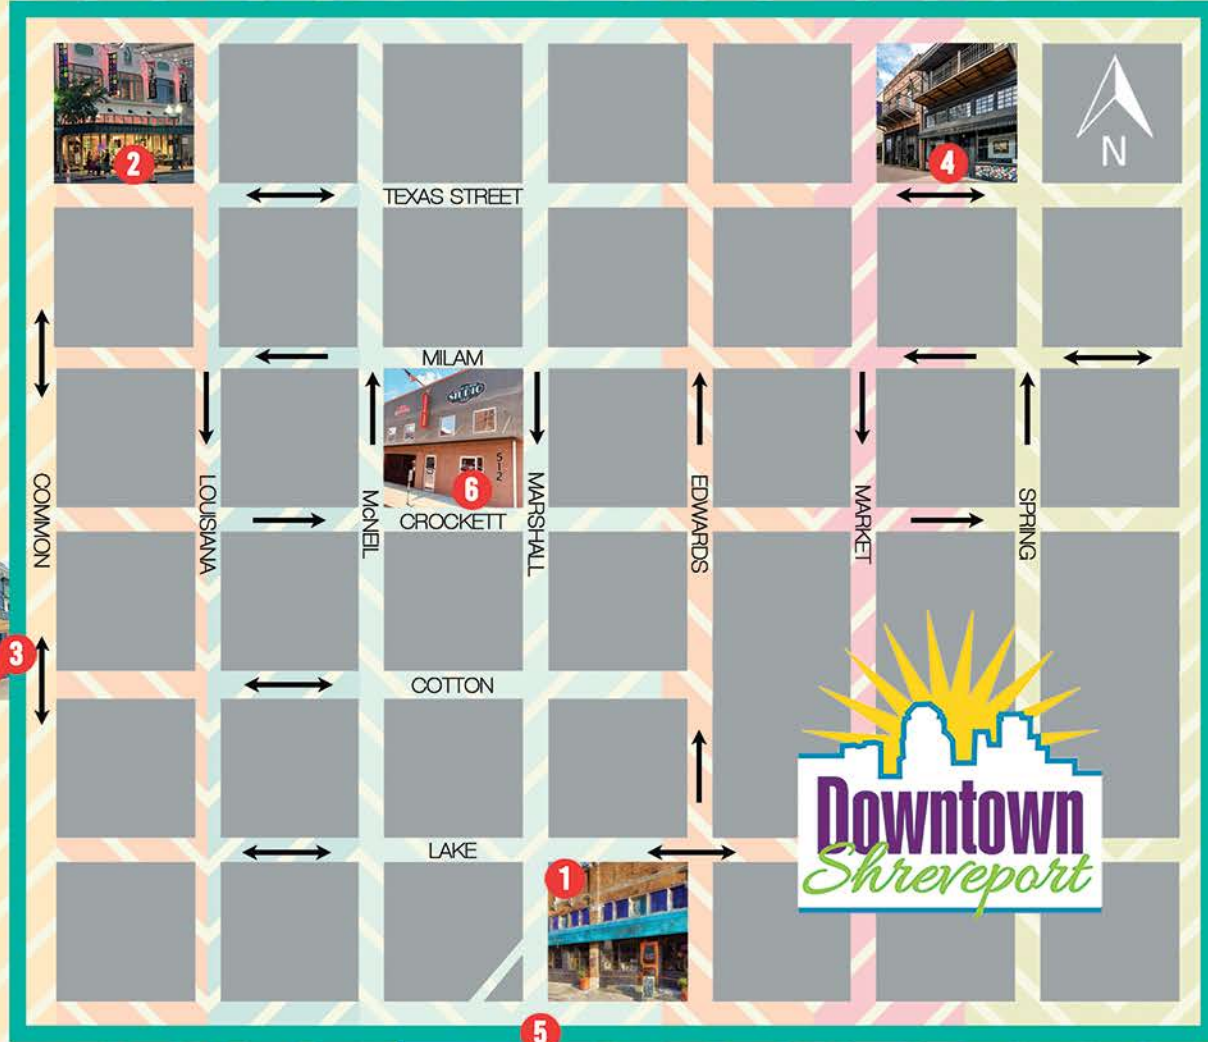 N
2
4
TEXAS STREET
MILAM
STUDIO
512
6
COMMON
LOUISIANA
McNEIL
CROCKETT
MARSHALL
EDWARDS
MARKET
SPRING
3
COTTON
Downtown
Shreveport
LAKE
1
5